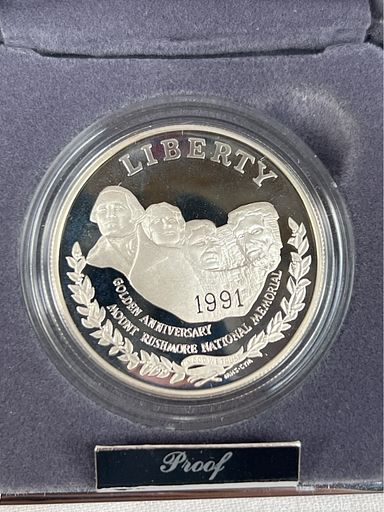 LIBERTY
1991
GOLDEN ANNIVERSARY
MOUNT RUSHMORE NATIONAL MEMORIAL
Proof